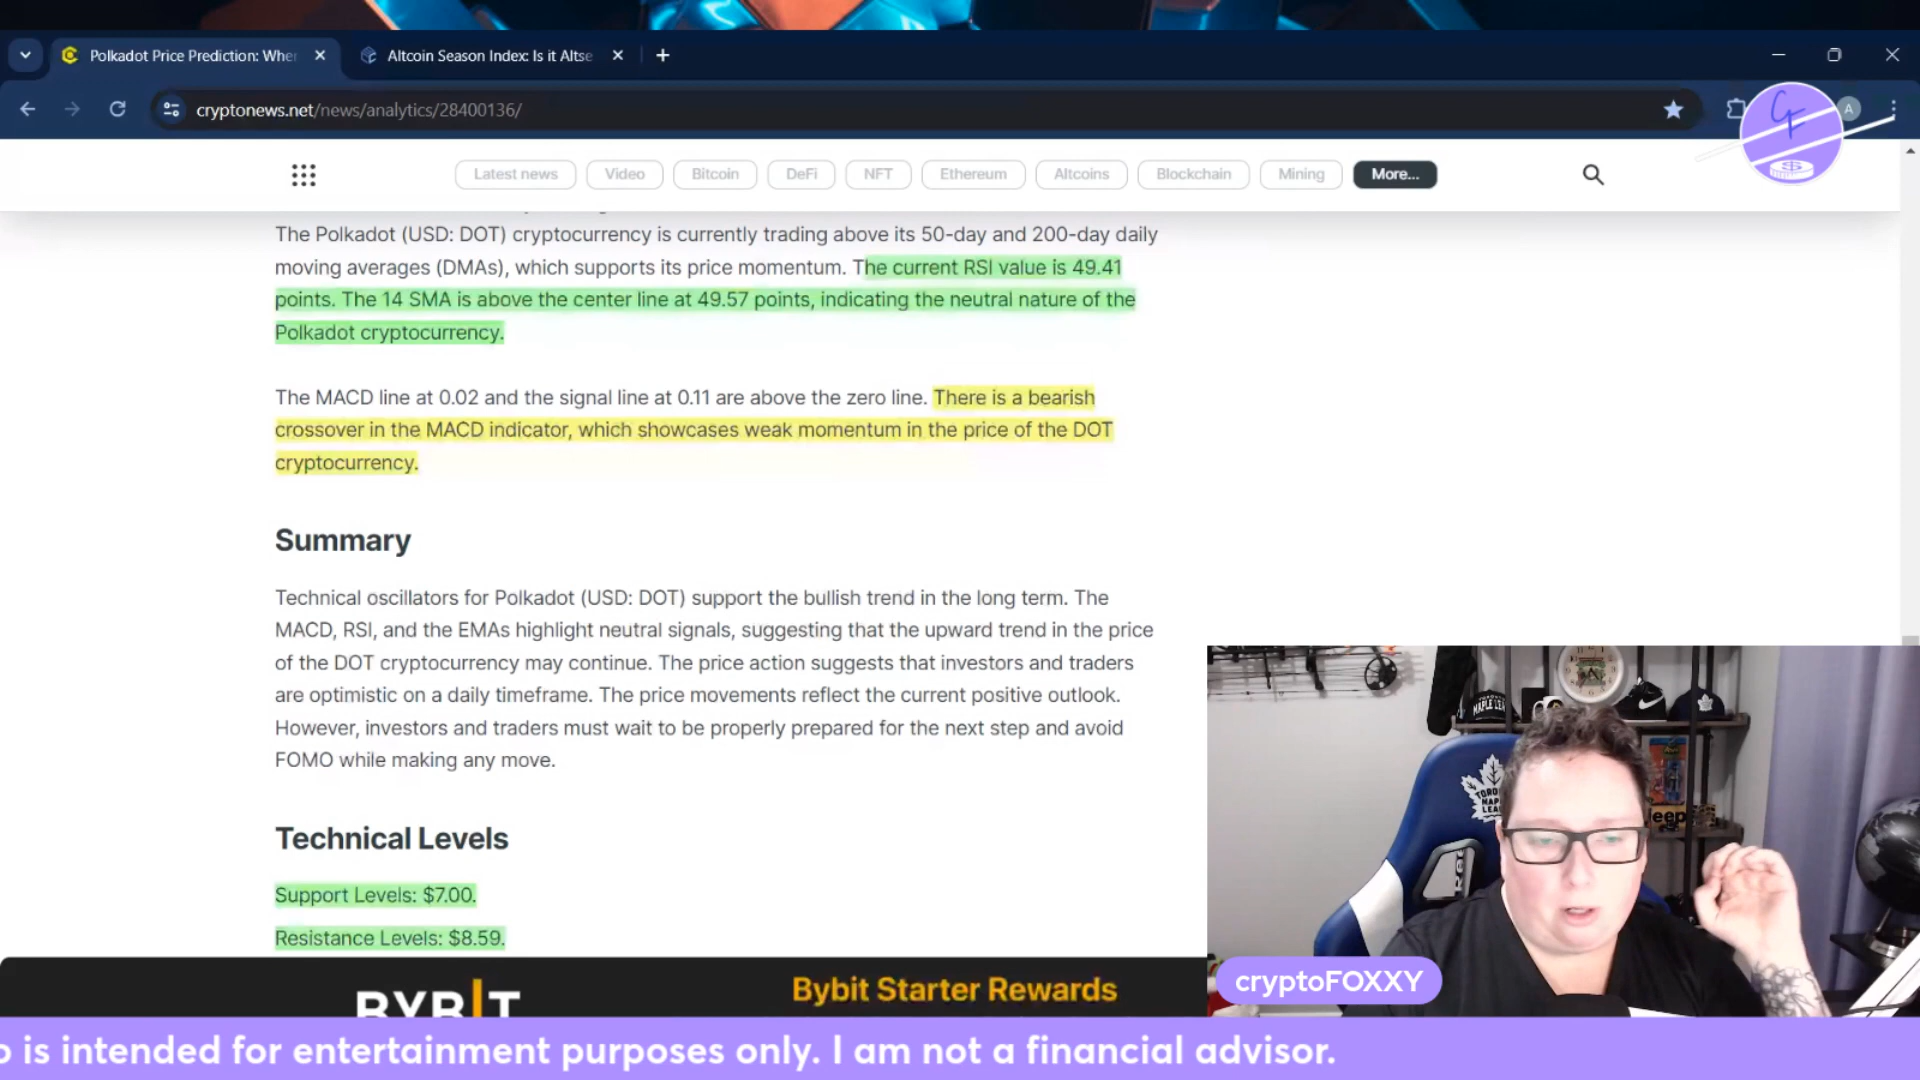 Polkadot Price Prediction: Wher
Altcoin Season Index: Is it Altse
cryptonews.net/news/analytics/28400136/
A
CF
$
Latest news
Video
Bitcoin
DeFi
NFT
Ethereum
Altcoins
Blockchain
Mining
More...
The Polkadot (USD: DOT) cryptocurrency is currently trading above its 50-day and 200-day daily
moving averages (DMAs), which supports its price momentum. The current RSI value is 49.41
points. The 14 SMA is above the center line at 49.57 points, indicating the neutral nature of the
Polkadot cryptocurrency.
The MACD line at 0.02 and the signal line at 0.11 are above the zero line. There is a bearish
crossover in the MACD indicator, which showcases weak momentum in the price of the DOT
cryptocurrency.
Summary
Technical oscillators for Polkadot (USD: DOT) support the bullish trend in the long term. The
MACD, RSI, and the EMAs highlight neutral signals, suggesting that the upward trend in the price
of the DOT cryptocurrency may continue. The price action suggests that investors and traders
are optimistic on a daily timeframe. The price movements reflect the current positive outlook.
However, investors and traders must wait to be properly prepared for the next step and avoid
FOMO while making any move.
Technical Levels
Support Levels: $7.00.
Resistance Levels: $8.59.
BYBIT
Bybit Starter Rewards
MAPLE LEA
TORO
MAP
LEA
eep
cryptoFOXXY
is intended for entertainment purposes only. I am not a financial advisor.